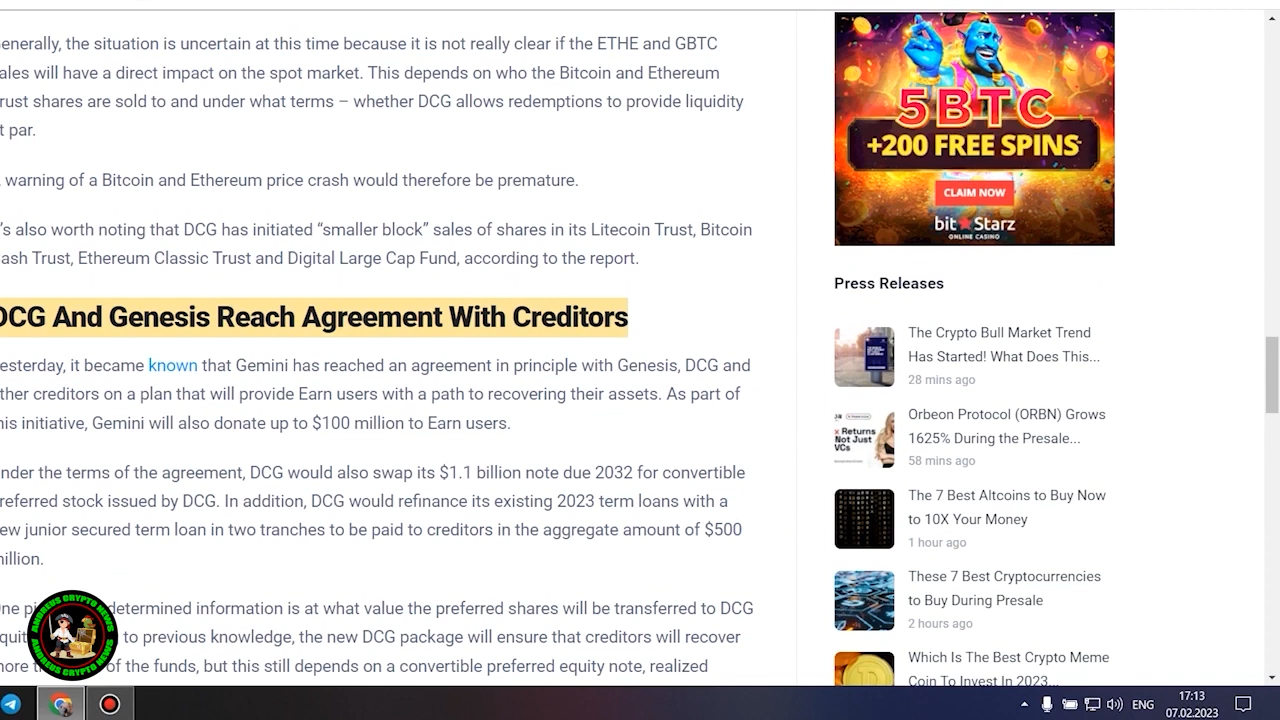 enerally, the situation is uncertain at this time because it is not really clear if the ETHE and GBTC
ales will have a direct impact on the spot market. This depends on who the Bitcoin and Ethereum
rust shares are sold to and under what terms – whether DCG allows redemptions to provide liquidity
t par.
warning of a Bitcoin and Ethereum price crash would therefore be premature.
's also worth noting that DCG has initiated “smaller block” sales of shares in its Litecoin Trust, Bitcoin
ash Trust, Ethereum Classic Trust and Digital Large Cap Fund, according to the report.
DCG And Genesis Reach Agreement With Creditors
esterday, it became known that Gemini has reached an agreement in principle with Genesis, DCG and
ther creditors on a plan that will provide Earn users with a path to recovering their assets. As part of
his initiative, Gemini will also donate up to $100 million to Earn users.
nder the terms of the agreement, DCG would also swap its $1.1 billion note due 2032 for convertible
referred stock issued by DCG. In addition, DCG would refinance its existing 2023 term loans with a
ew junior secured term loan in two tranches to be paid to creditors in the aggregate amount of $500
illion.
ne determined information is at what value the preferred shares will be transferred to DCG
to previous knowledge, the new DCG package will ensure that creditors will recover
of the funds, but this still depends on a convertible preferred equity note, realized
ANDREUS CRYPTO NEWS
ANDREUS CRYPTO NEWS
5BTC
+200 FREE SPINS
CLAIM NOW
bit Starz
ONLINE CASINO
Press Releases
The Crypto Bull Market Trend
Has Started! What Does This...
28 mins ago
Returns
Not Just
VCs
Orbeon Protocol (ORBN) Grows
1625% During the Presale...
58 mins ago
The 7 Best Altcoins to Buy Now
to 10X Your Money
1 hour ago
These 7 Best Cryptocurrencies
to Buy During Presale
2 hours ago
Which Is The Best Crypto Meme
Coin To Invest In 2023...
ENG
17:13
07.02.2023